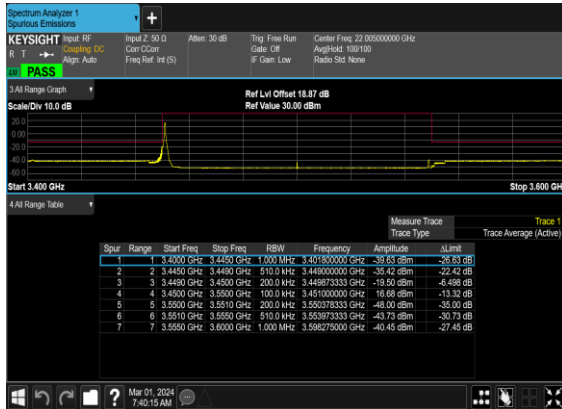 Spectrum Analyzer 1
Spurious Emissions
KEYSIGHT Input: RF Input Z: 50 Ω Atten: 30 dB Trig: Free Run Center Freq: 22.005000000 GHz
R T Coupling: DC Corr CCorr Gate: Off Avg|Hold: 100/100
Align: Auto Freq Ref: Int (S) IF Gain: Low Radio Std: None
PASS
3 All Range Graph
Ref Lvl Offset 18.87 dB
Scale/Div 10.0 dB Ref Value 30.00 dBm
20.0
0.00
-20.0
-40.0
-60.0
Start 3.400 GHz Stop 3.600 GH
4 All Range Table
Measure Trace Trace 1
Trace Type Trace Average (Active)
Spur Range Start Freq Stop Freq RBW Frequency Amplitude ΔLimit
1 1 3.4000 GHz 3.4450 GHz 1.000 MHz 3.401800000 GHz -39.63 dBm -26.63 dB
2 2 3.4450 GHz 3.4490 GHz 510.0 kHz 3.449000000 GHz -35.42 dBm -22.42 dB
3 3 3.4490 GHz 3.4500 GHz 200.0 kHz 3.449873333 GHz -19.50 dBm -6.498 dB
4 4 3.4500 GHz 3.5500 GHz 100.0 kHz 3.451000000 GHz 16.68 dBm -13.32 dB
5 5 3.5500 GHz 3.5510 GHz 200.0 kHz 3.550378333 GHz -48.00 dBm -35.00 dB
6 6 3.5510 GHz 3.5550 GHz 510.0 kHz 3.553973333 GHz -43.73 dBm -30.73 dB
7 7 3.5550 GHz 3.6000 GHz 1.000 MHz 3.598275000 GHz -40.45 dBm -27.45 dB
? Mar 01, 2024
7:40:15 AM